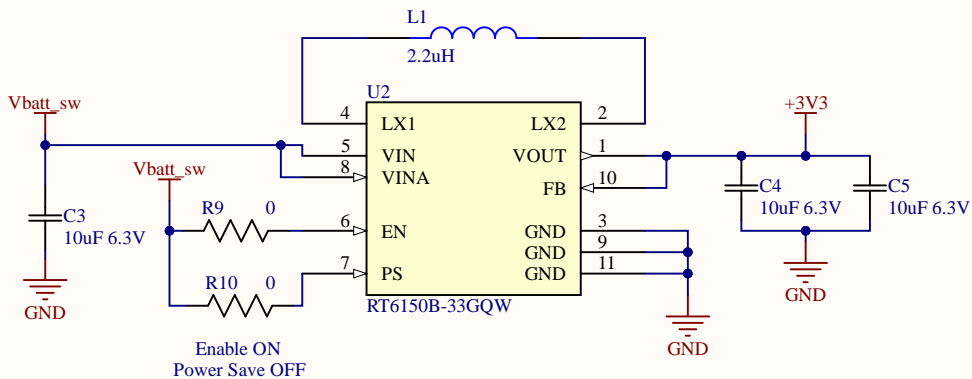 L1
2.2uH
Vbatt_sw
U2
+3V3
4 LX1 LX2 2
5 VIN VOUT 1
8 VINA
Vbatt_sw
FB 10
C3
10uF 6.3V
R9 0
6 EN
GND 3
GND 9
R10 0
7 PS
GND 11
C4
10uF 6.3V
C5
10uF 6.3V
GND
RT6150B-33GQW
GND
GND
Enable ON
Power Save OFF